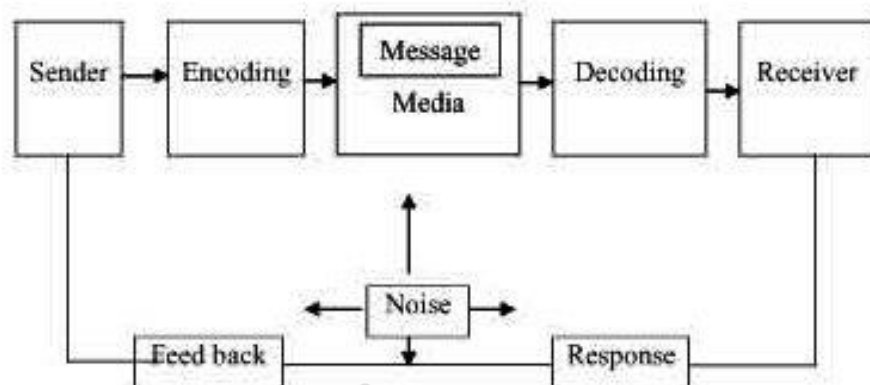 Sender
Encoding
Message
Media
Decoding
Receiver
Noise
Feed back
Response